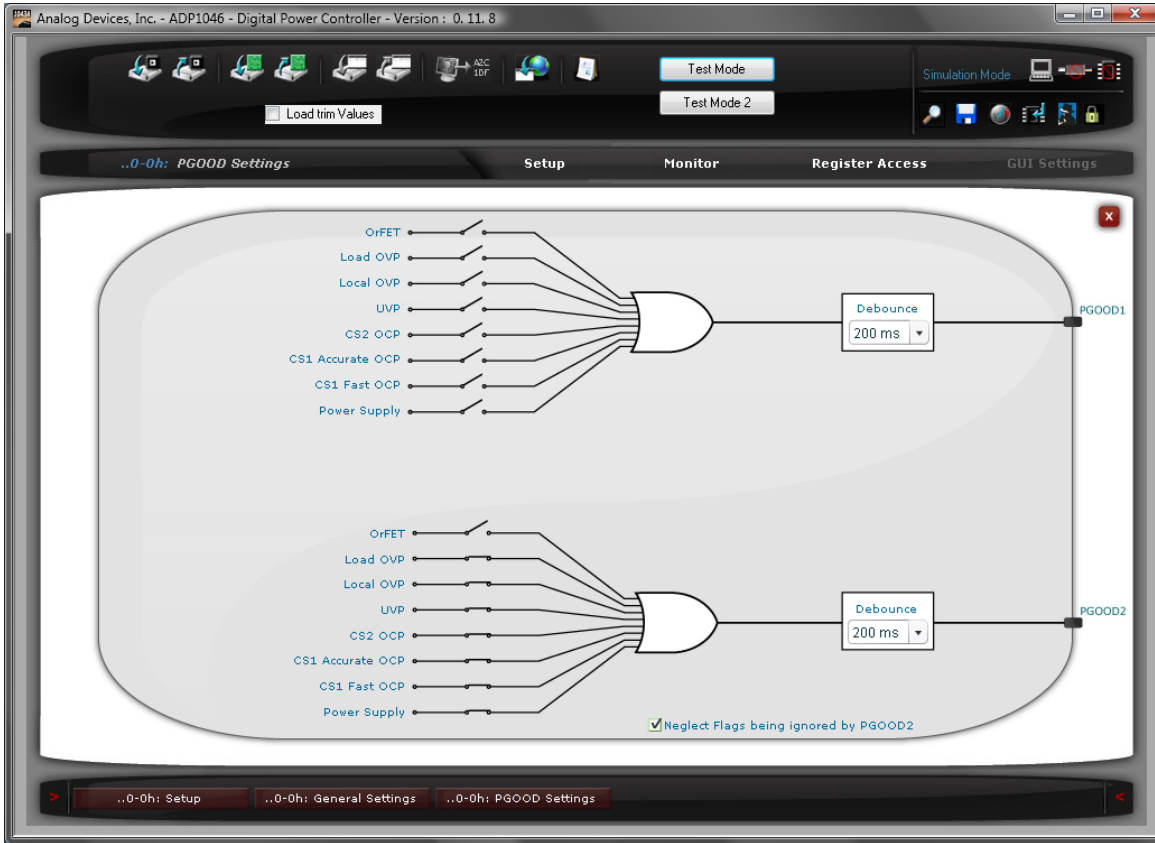 Analog Devices, Inc. - ADP1046 - Digital Power Controller - Version : 0. 11. 8
A2C
1DF
Test Mode
Simulation Mode
Load trim Values
Test Mode 2
..0-0h: PGOOD Settings
Setup
Monitor
Register Access
GUI Settings
x
OrFET
Load OVP
Local OVP
UVP
CS2 OCP
CS1 Accurate OCP
CS1 Fast OCP
Power Supply
Debounce
200 ms
PGOOD1
OrFET
Load OVP
Local OVP
UVP
CS2 OCP
CS1 Accurate OCP
CS1 Fast OCP
Power Supply
Debounce
200 ms
PGOOD2
Neglect Flags being ignored by PGOOD2
> ..0-0h: Setup ..0-0h: General Settings ..0-0h: PGOOD Settings <